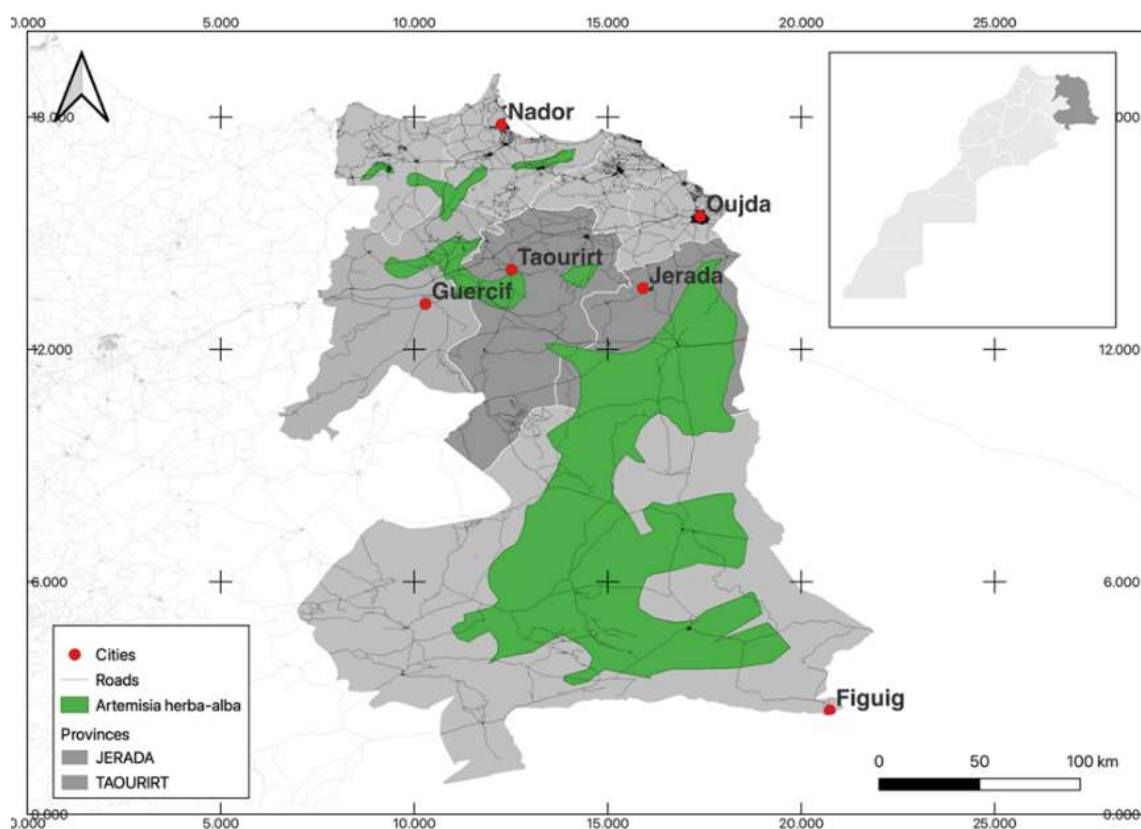 0.000 5.000 10.000 15.000 20.000 25.000
18.000
Nador
Oujda
Taourirt
Jerada
Guercif
12.000 12.000
6.000 6.000
Cities
Roads
Artemisia herba-alba
Provinces
JERADA
TAOURIRT
Figuig
0 50 100 km
0.000 5.000 10.000 15.000 20.000 25.000 0.000